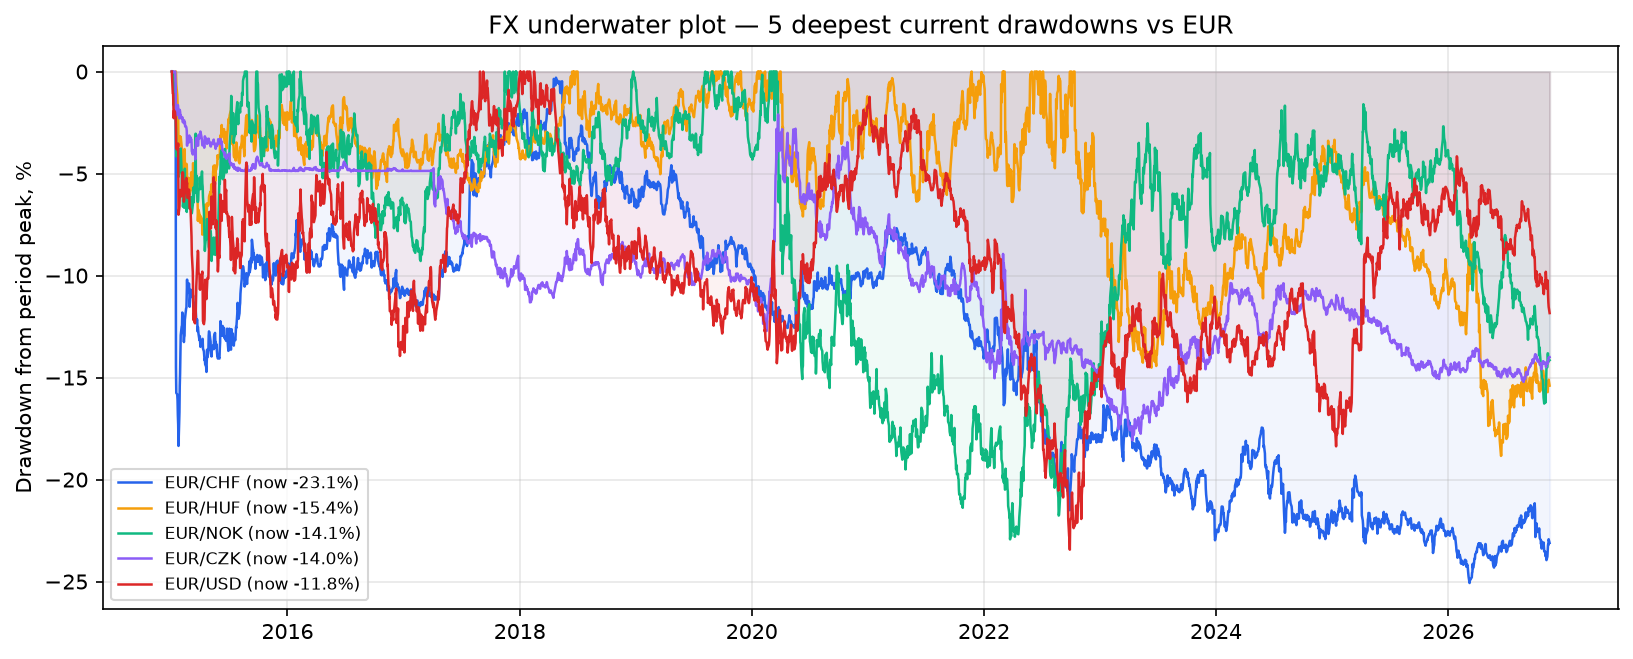 FX underwater plot — 5 deepest current drawdowns vs EUR
Drawdown from period peak, %
0
−5
−10
−15
−20
−25
EUR/CHF (now -23.1%)
EUR/HUF (now -15.4%)
EUR/NOK (now -14.1%)
EUR/CZK (now -14.0%)
EUR/USD (now -11.8%)
2016
2018
2020
2022
2024
2026